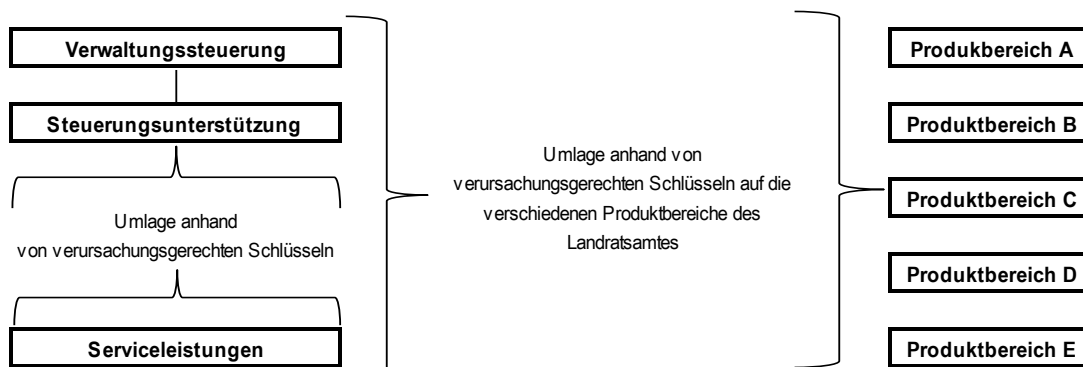 Verwaltungssteuerung
Steuerungsunterstützung
Umlage anhand
von verursachungsgerechten Schlüsseln
Serviceleistungen
Umlage anhand von
verursachungsgerechten Schlüsseln auf die
verschiedenen Produktbereiche des
Landratsamtes
Produkbereich A
Produktbereich B
Produktbereich C
Produktbereich D
Produktbereich E